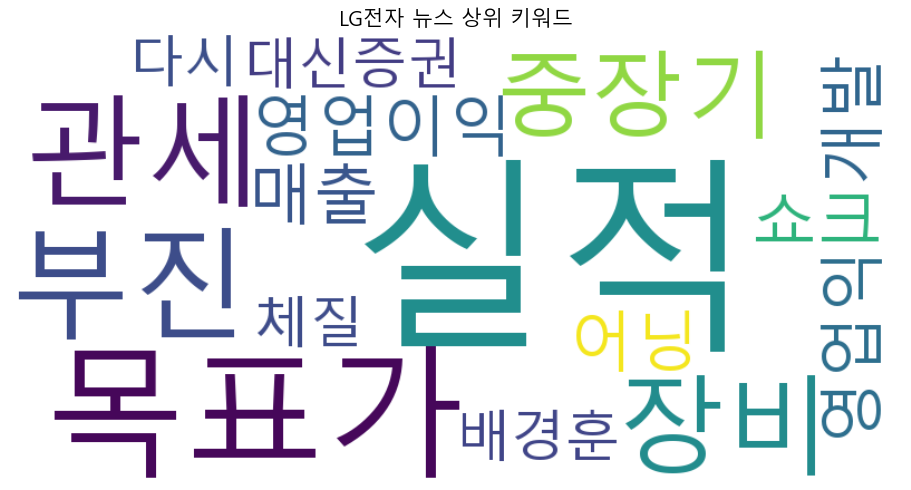 LG전자 뉴스 상위 키워드
다시
대신증권
중장기
개발
관세
영업이익
매출
실적
쇼크
부진
체질
어닝
영업익
목표가
배경훈
장비